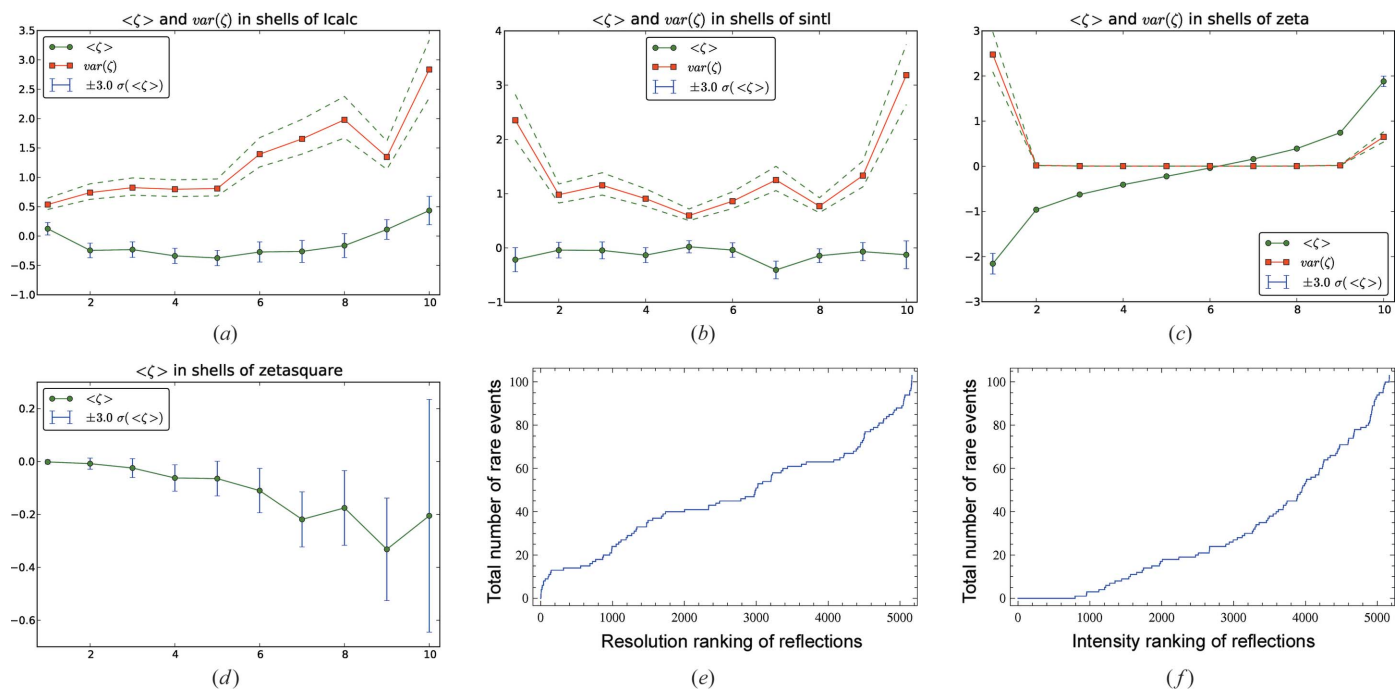 <ζ> and var(ζ) in shells of Icalc
3.5
3.0
2.5
2.0
1.5
1.0
0.5
0.0
−0.5
−1.0
<ζ>
var(ζ)
±3.0 σ(<ζ>)
2 4 6 8 10
(a)
<ζ> and var(ζ) in shells of sintl
4
3
2
1
0
−1
<ζ>
var(ζ)
±3.0 σ(<ζ>)
2 4 6 8 10
(b)
<ζ> and var(ζ) in shells of zeta
3
2
1
0
−1
−2
−3
<ζ>
var(ζ)
±3.0 σ(<ζ>)
2 4 6 8 10
(c)
<ζ> in shells of zetasquare
0.2
0.0
−0.2
−0.4
−0.6
<ζ>
±3.0 σ(<ζ>)
2 4 6 8 10
(d)
Total number of rare events
100
80
60
40
20
0
0 1000 2000 3000 4000 5000
Resolution ranking of reflections
(e)
Total number of rare events
100
80
60
40
20
0
0 1000 2000 3000 4000 5000
Intensity ranking of reflections
(f)